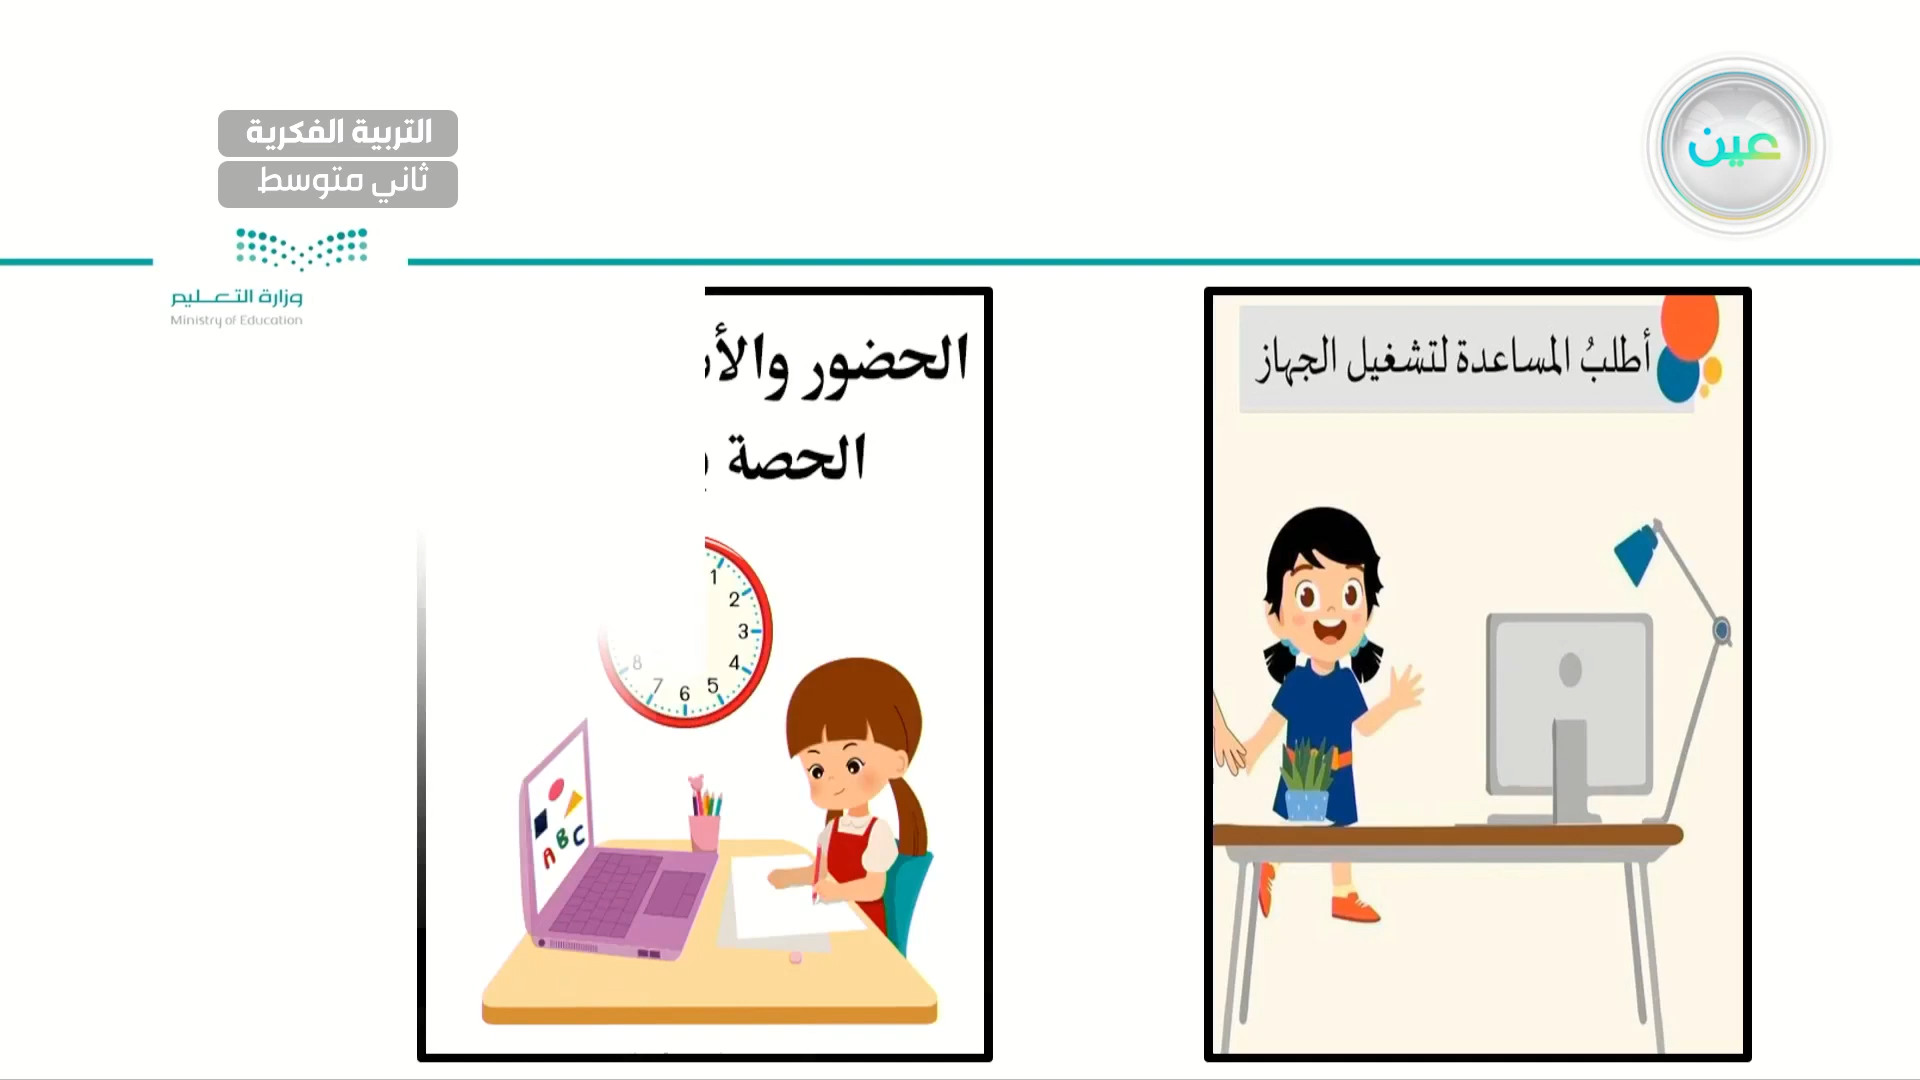 التربية الفكرية
ثاني متوسط
عين
وزارة التعليم
Ministry of Education
أطلبُ المساعدة لتشغيل الجهاز
الحضور
الحصة
1
2
3
4
5
6
7
8
A B C